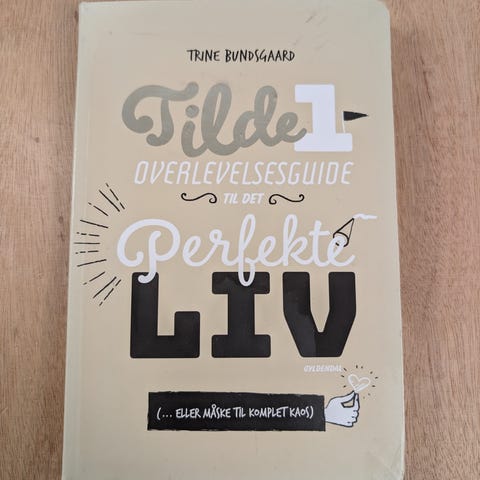 TRINE BUNDSGAARD
Tilde 1
OVERLEVELSESGUIDE
TIL DET
Perfekte
LIV
GYLDENDAL
(... ELLER MÅSKE TIL KOMPLET KAOS)